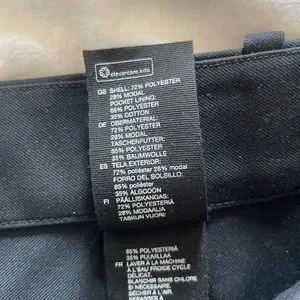 clevercare.info
GB SHELL: 72% POLYESTER
28% MODAL
POCKET LINING:
65% POLYESTER
35% COTTON
DE OBERMATERIAL:
72% POLYESTER
28% MODAL
TASCHENFUTTER:
65% POLYESTER
35% BAUMWOLLE
ES TELA EXTERIOR:
72% poliéster 28% modal
FORRO DEL BOLSILLO:
65% poliéster
35% ALGODÓN
FI PÄÄLLISKANGAS:
72% POLYESTERIÄ
28% MODAALIA
TASKUN VUORI:
65% POLYESTERIÄ
35% PUUVILLAA
FR LAVER À LA MACHINE
À L'EAU FROIDE CYCLE
DÉLICAT.
BLANCHIR SANS CHLORE
SI NÉCESSAIRE
SÉCHER À